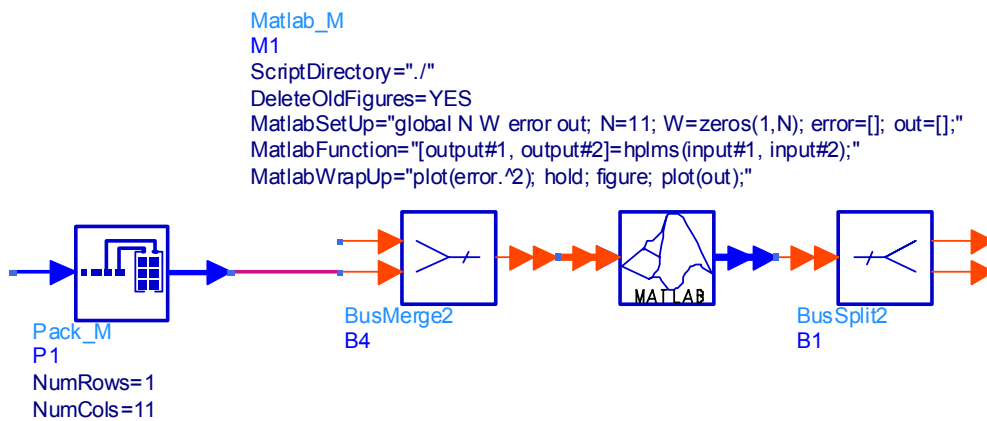 Matlab_M
M1
ScriptDirectory="./"
DeleteOldFigures=YES
MatlabSetUp="global N W error out; N=11; W=zeros(1,N); error=[]; out=[];"
MatlabFunction="[output#1, output#2]=hplms(input#1, input#2);"
MatlabWrapUp="plot(error.^2); hold; figure; plot(out);"
MATLAB
Pack_M
P1
NumRows=1
NumCols=11
BusMerge2
B4
BusSplit2
B1